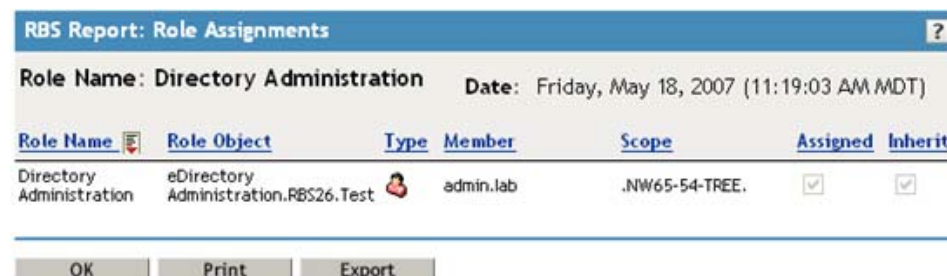 RBS Report: Role Assignments ?
Role Name: Directory Administration Date: Friday, May 18, 2007 (11:19:03 AM MDT)
Role Name Role Object Type Member Scope Assigned Inherit
Directory Administration eDirectory Administration.RBS26.Test admin.lab .NW65-54-TREE.
OK Print Export